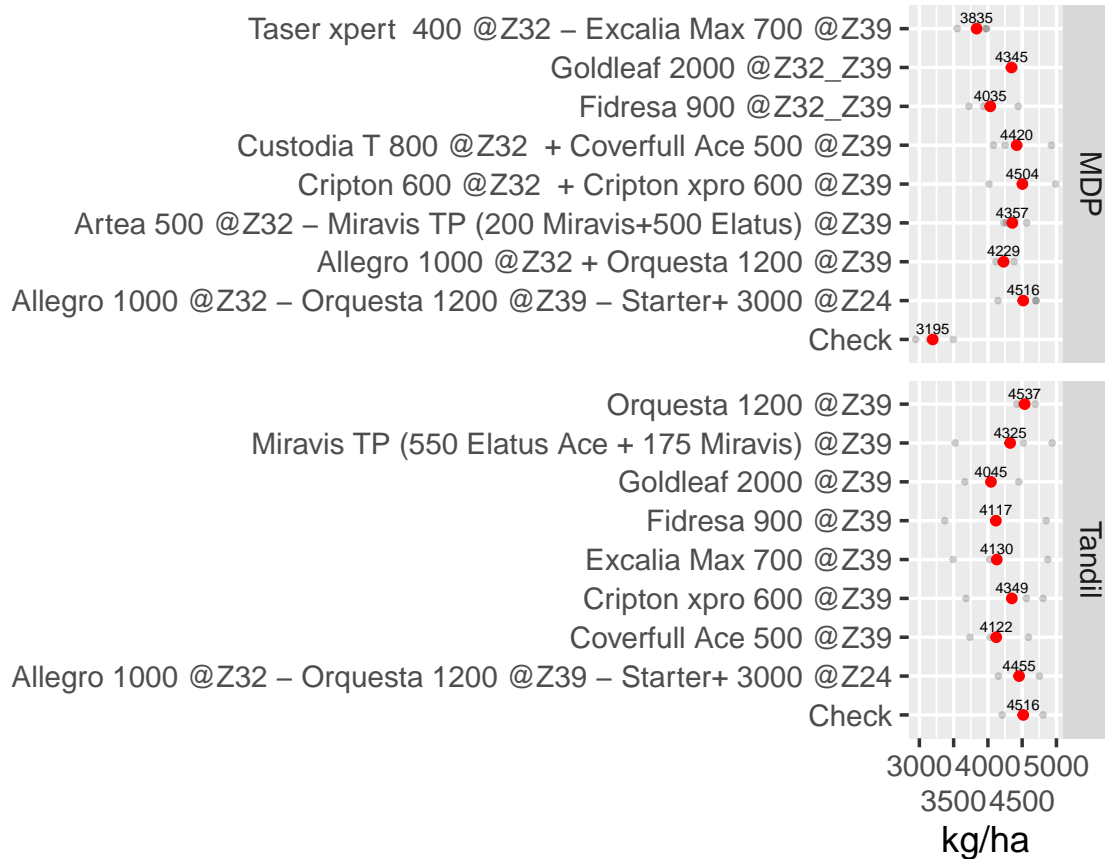 Taser xpert  400 @Z32 – Excalia Max 700 @Z39
3835
Goldleaf 2000 @Z32_Z39
4345
Fidresa 900 @Z32_Z39
4035
Custodia T 800 @Z32  + Coverfull Ace 500 @Z39
4420
Cripton 600 @Z32  + Cripton xpro 600 @Z39
4504
Artea 500 @Z32 – Miravis TP (200 Miravis+500 Elatus) @Z39
4357
Allegro 1000 @Z32 + Orquesta 1200 @Z39
4229
Allegro 1000 @Z32 – Orquesta 1200 @Z39 – Starter+ 3000 @Z24
4516
Check
3195
MDP
Orquesta 1200 @Z39
4537
Miravis TP (550 Elatus Ace + 175 Miravis) @Z39
4325
Goldleaf 2000 @Z39
4045
Fidresa 900 @Z39
4117
Excalia Max 700 @Z39
4130
Cripton xpro 600 @Z39
4349
Coverfull Ace 500 @Z39
4122
Allegro 1000 @Z32 – Orquesta 1200 @Z39 – Starter+ 3000 @Z24
4455
Check
4516
Tandil
3000 4000 5000
3500 4500
kg/ha